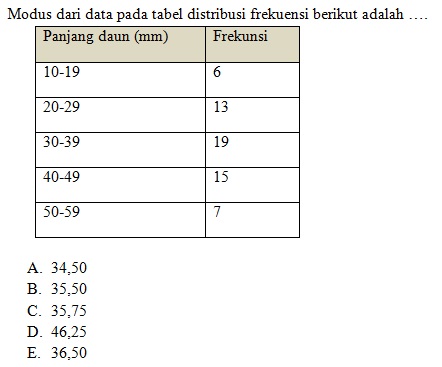 Modus dari data pada tabel distribusi frekuensi berikut adalah ....
Panjang daun (mm) Frekunsi
10-19 6
20-29 13
30-39 19
40-49 15
50-59 7
A. 34,50
B. 35,50
C. 35,75
D. 46,25
E. 36,50